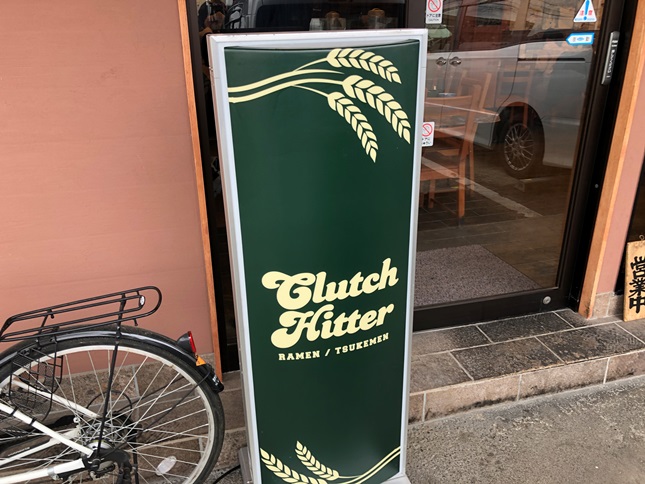 Clutch
Hitter
RAMEN / TSUKEMEN
営業中